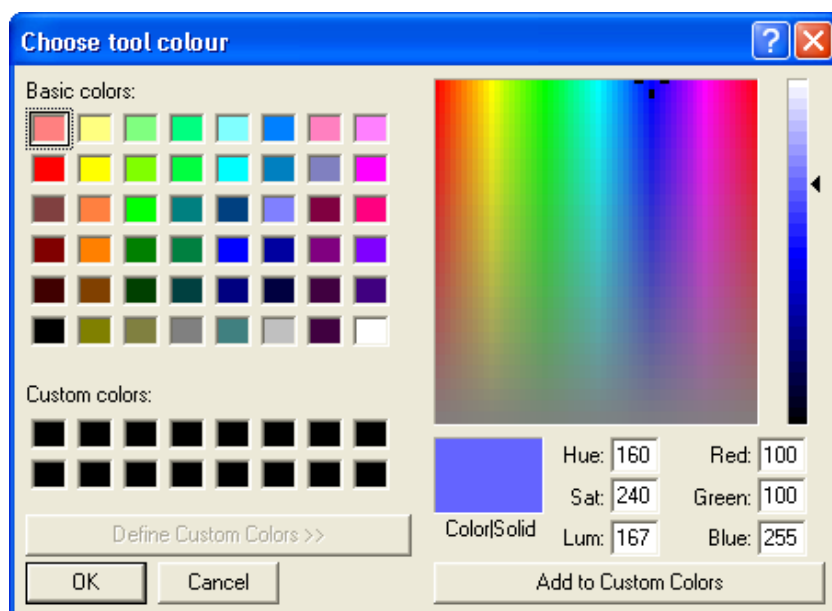 Choose tool colour
Basic colors:
Custom colors:
Define Custom Colors >>
OK Cancel
Color|Solid
Hue: 160 Red: 100
Sat: 240 Green: 100
Lum: 167 Blue: 255
Add to Custom Colors